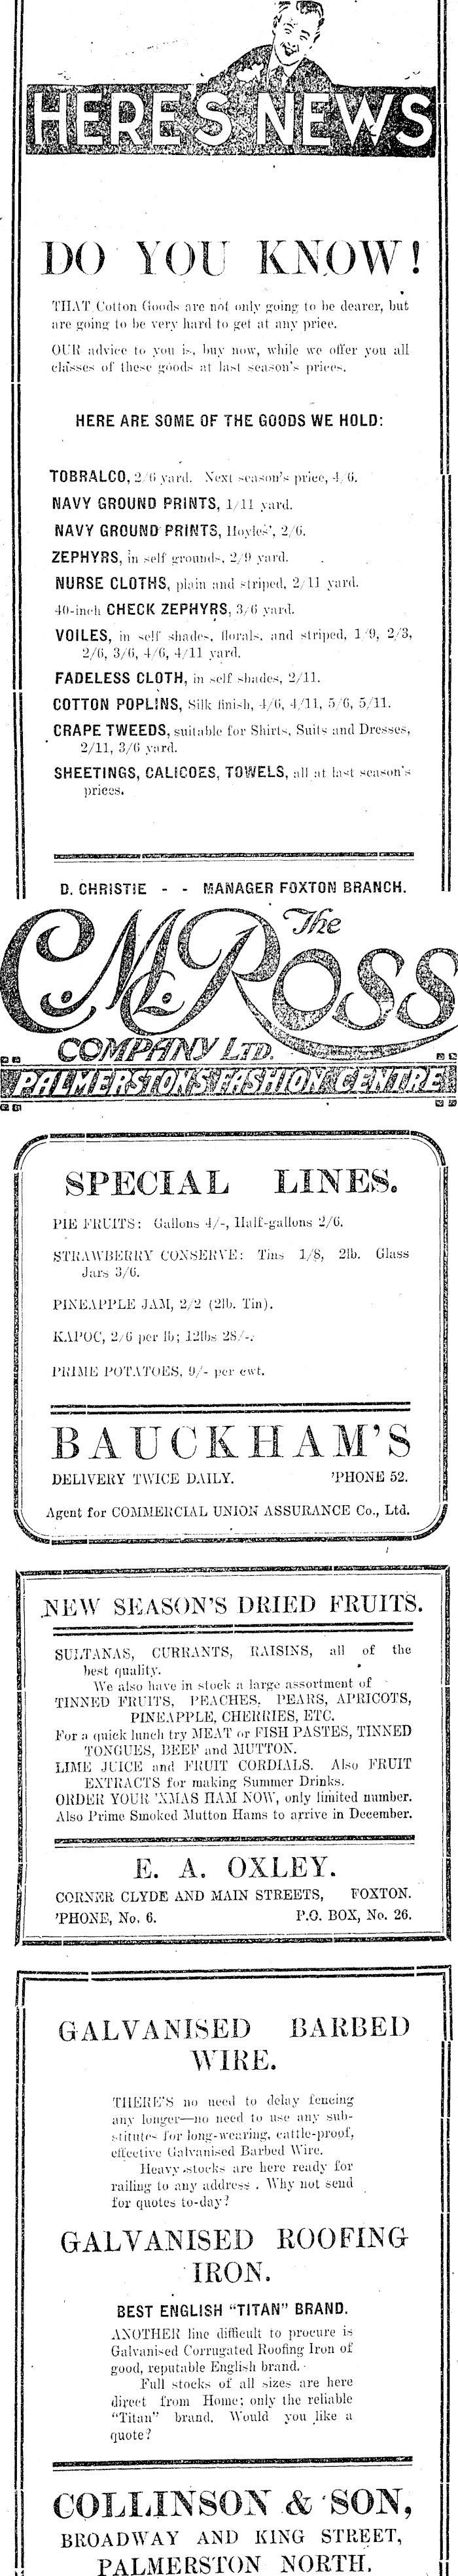 HERE'S NEWS
DO YOU KNOW!
THAT Cotton Goods are not only going to be dearer, but
are going to be very hard to get at any price.
OUR advice to you is, buy now, while we offer you all
classes of these goods at last season's prices.
HERE ARE SOME OF THE GOODS WE HOLD:
TOBRALCO, 2/6 yard. Next season's price, 4/6.
NAVY GROUND PRINTS, 1/11 yard.
NAVY GROUND PRINTS, Hoyles', 2/6.
ZEPHYRS, in self grounds, 2/9 yard.
NURSE CLOTHS, plain and striped, 2/11 yard.
40-inch CHECK ZEPHYRS, 3/6 yard.
VOILES, in self shades, florals, and striped, 1/9, 2/3,
2/6, 3/6, 4/6, 4/11 yard.
FADELESS CLOTH, in self shades, 2/11.
COTTON POPLINS, Silk finish, 4/6, 4/11, 5/6, 5/11.
CRAPE TWEEDS, suitable for Shirts, Suits and Dresses,
2/11, 3/6 yard.
SHEETINGS, CALICOES, TOWELS, all at last season's
prices.
D. CHRISTIE - - MANAGER FOXTON BRANCH.
The
C.M. Ross
COMPANY LTD.
PALMERSTON'S FASHION CENTRE
SPECIAL LINES.
PIE FRUITS: Gallons 4/-, Half-gallons 2/6.
STRAWBERRY CONSERVE: Tins 1/8, 2lb. Glass
Jars 3/6.
PINEAPPLE JAM, 2/2 (2lb. Tin).
KAPOC, 2/6 per lb; 12lbs 28/-.
PRIME POTATOES, 9/- per cwt.
BAUCKHAM'S
DELIVERY TWICE DAILY. 'PHONE 52.
Agent for COMMERCIAL UNION ASSURANCE Co., Ltd.
NEW SEASON'S DRIED FRUITS.
SULTANAS, CURRANTS, RAISINS, all of the
best quality.
We also have in stock a large assortment of
TINNED FRUITS, PEACHES, PEARS, APRICOTS,
PINEAPPLE, CHERRIES, ETC.
For a quick lunch try MEAT or FISH PASTES, TINNED
TONGUES, BEEF and MUTTON.
LIME JUICE and FRUIT CORDIALS. Also FRUIT
EXTRACTS for making Summer Drinks.
ORDER YOUR 'XMAS HAM NOW, only limited number.
Also Prime Smoked Mutton Hams to arrive in December.
E. A. OXLEY.
CORNER CLYDE AND MAIN STREETS, FOXTON.
'PHONE, No. 6. P.O. BOX, No. 26.
GALVANISED BARBED
WIRE.
THERE'S no need to delay fencing
any longer—no need to use any sub-
stitutes for long-wearing, cattle-proof,
effective Galvanised Barbed Wire.
Heavy stocks are here ready for
railing to any address. Why not send
for quotes to-day?
GALVANISED ROOFING
IRON.
BEST ENGLISH "TITAN" BRAND.
ANOTHER line difficult to procure is
Galvanised Corrugated Roofing Iron of
good, reputable English brand.
Full stocks of all sizes are here
direct from Home; only the reliable
"Titan" brand. Would you like a
quote?
COLLINSON & SON,
BROADWAY AND KING STREET,
PALMERSTON NORTH.